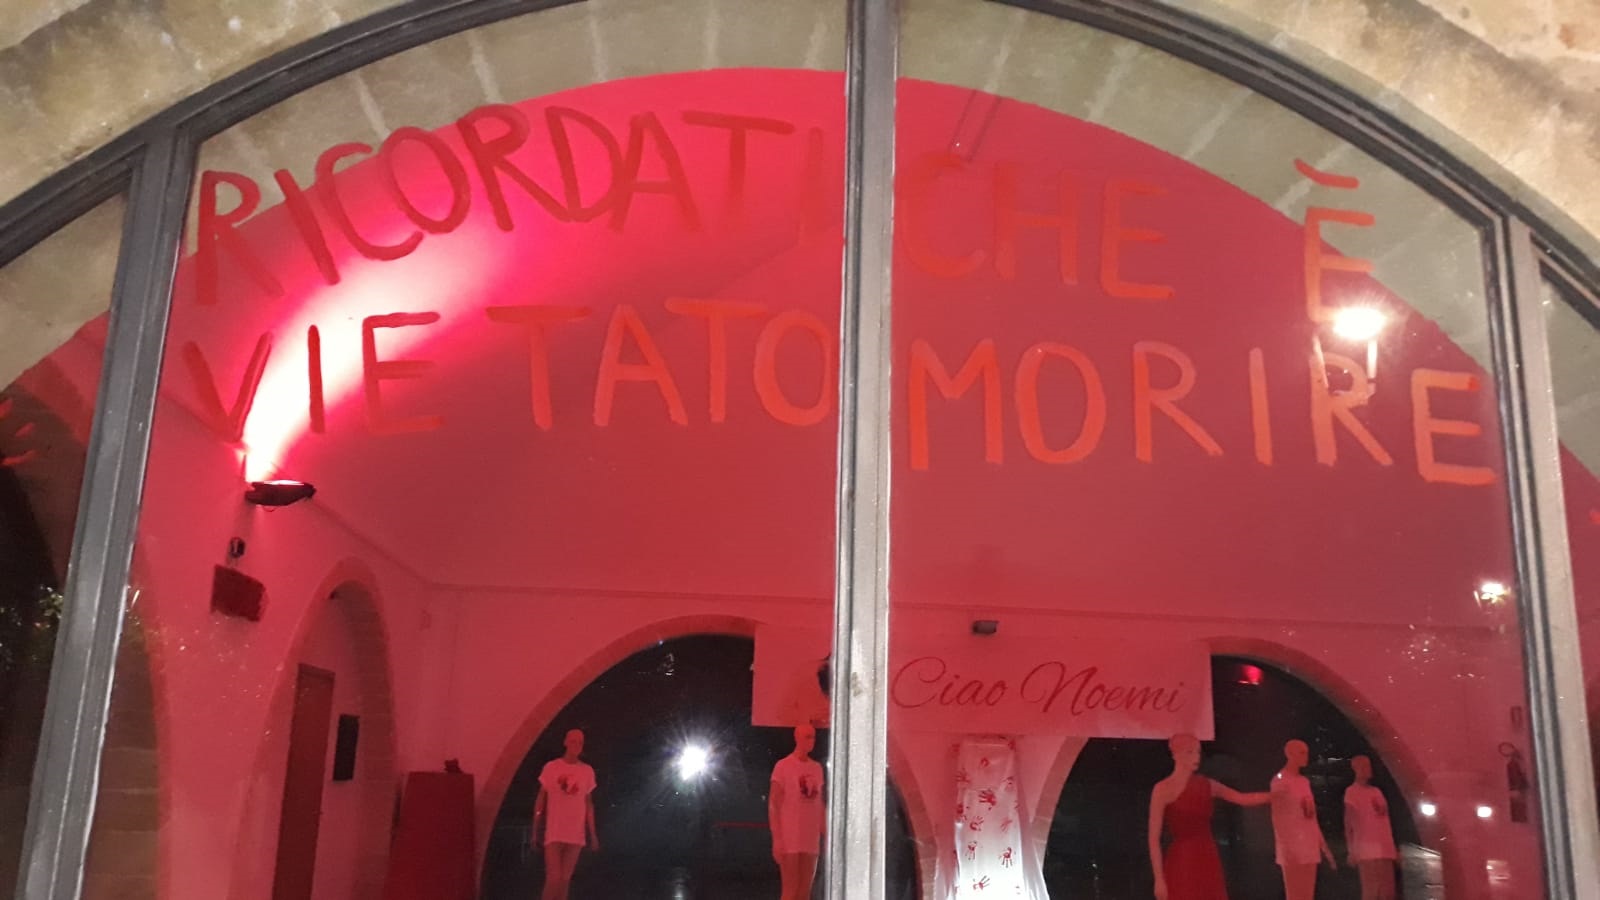 RICORDATI CHE È
VIETATO MORIRE
Ciao Noemi